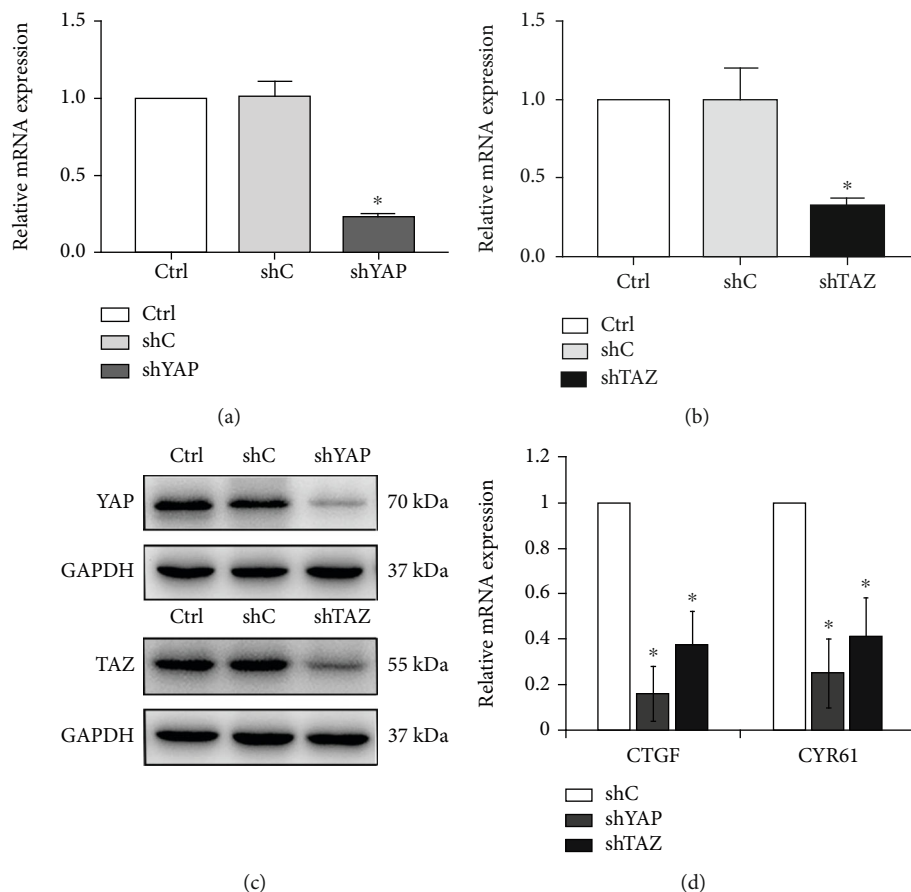 1.5
1.0
0.5
0.0
Relative mRNA expression
*
Ctrl shC shYAP
Ctrl
shC
shYAP
(a)
1.5
1.0
0.5
0.0
Relative mRNA expression
*
Ctrl shC shTAZ
Ctrl
shC
shTAZ
(b)
Ctrl shC shYAP
YAP 70 kDa
GAPDH 37 kDa
Ctrl shC shTAZ
TAZ 55 kDa
GAPDH 37 kDa
(c)
1.2
1
0.8
0.6
0.4
0.2
0
Relative mRNA expression
* * * *
CTGF CYR61
shC
shYAP
shTAZ
(d)